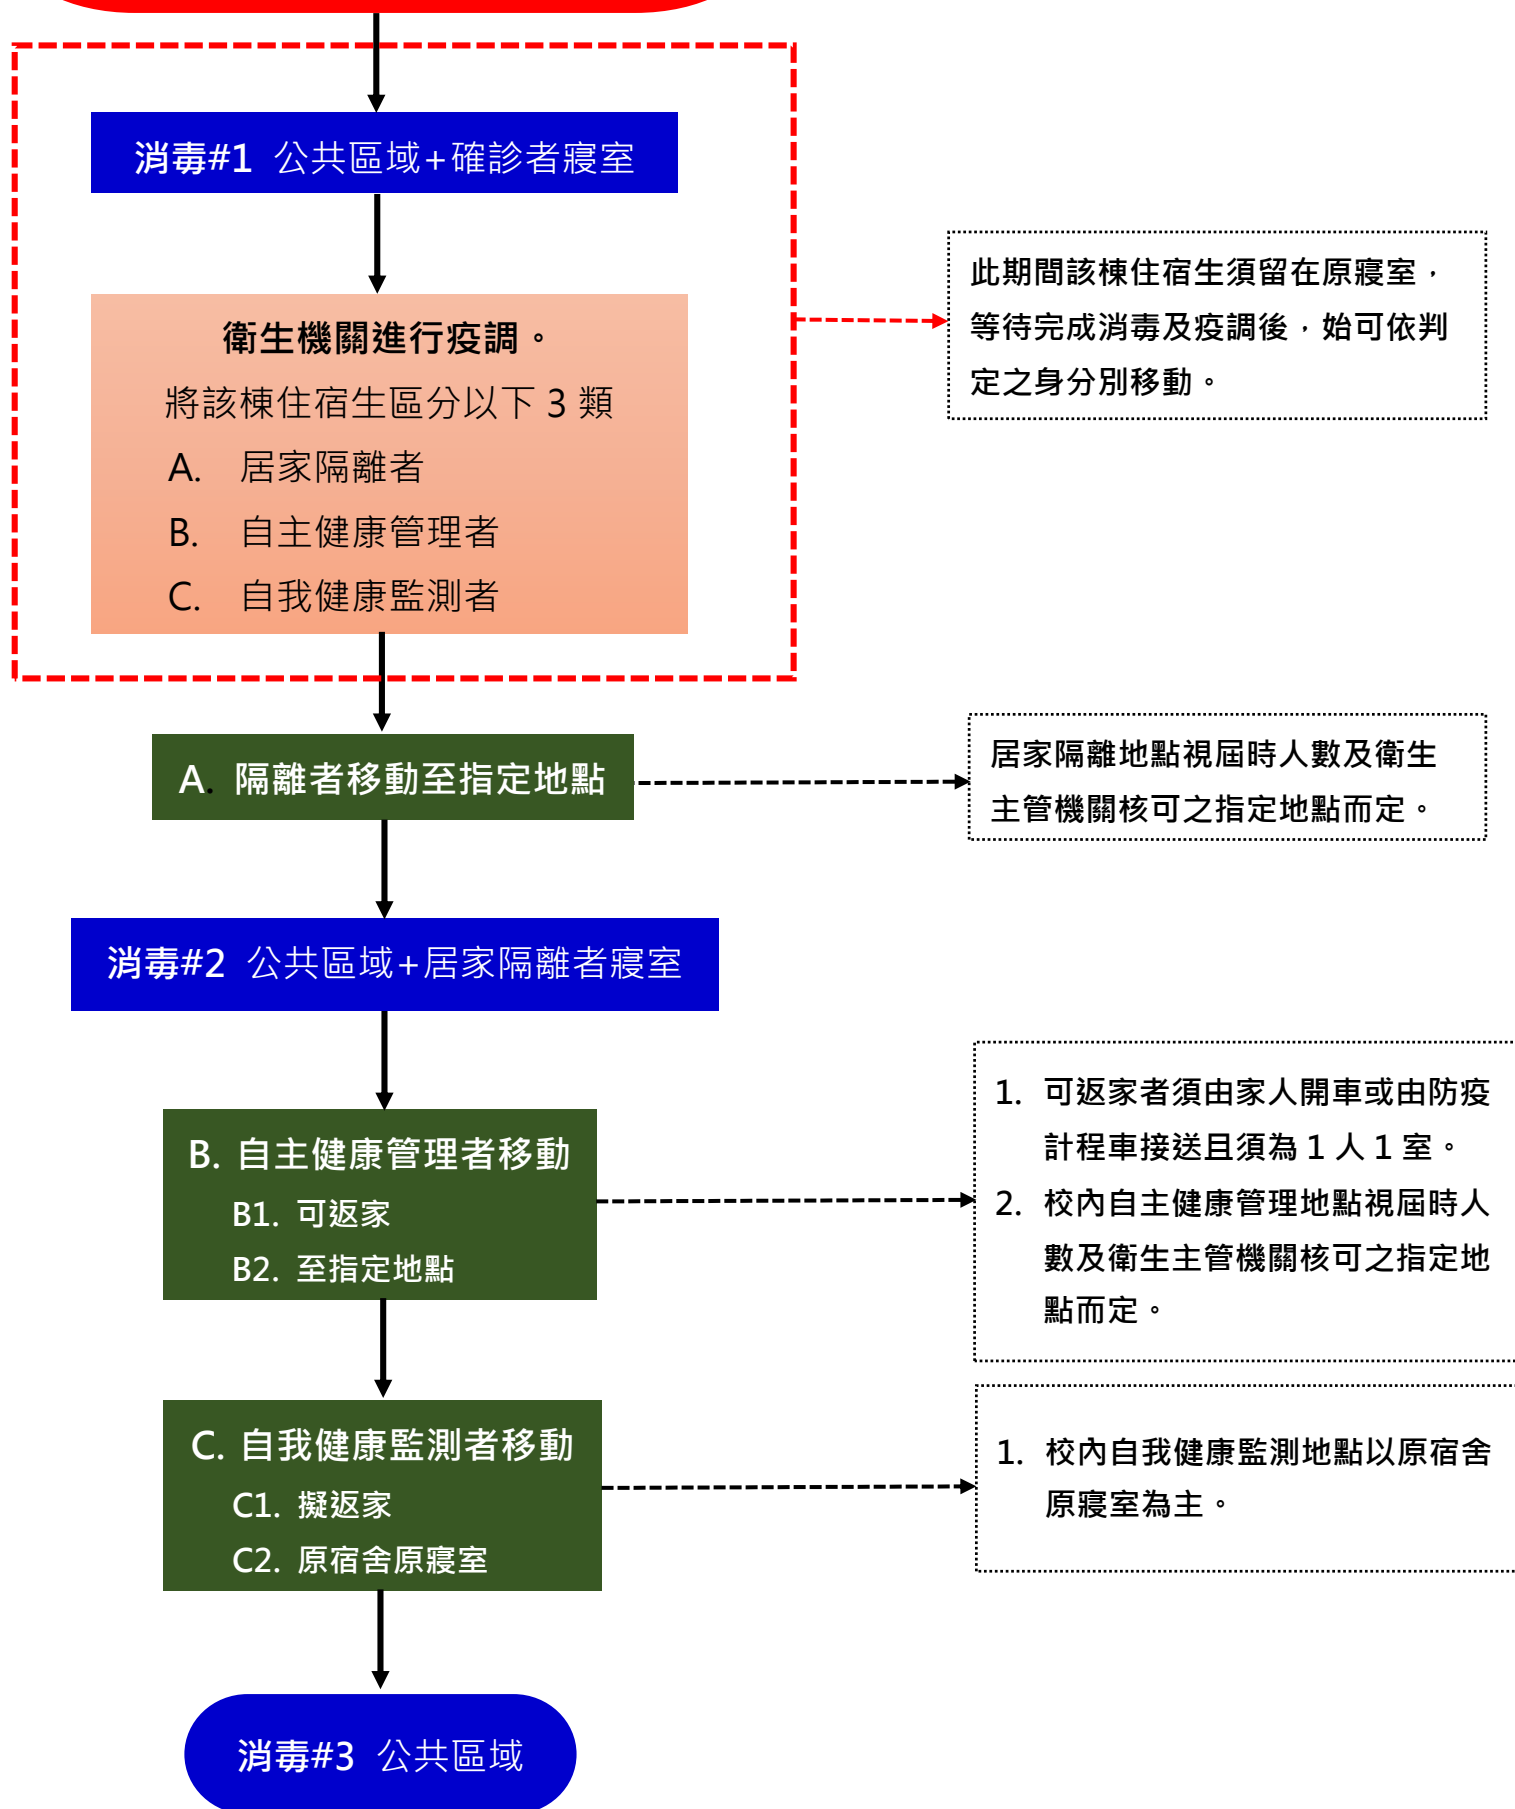 消毒#1 公共區域+確診者寢室
衛生機關進行疫調。
將該棟住宿生區分以下 3 類
A. 居家隔離者
B. 自主健康管理者
C. 自我健康監測者
此期間該棟住宿生須留在原寢室，
等待完成消毒及疫調後，始可依判
定之身分別移動。
A. 隔離者移動至指定地點
居家隔離地點視屆時人數及衛生
主管機關核可之指定地點而定。
消毒#2 公共區域+居家隔離者寢室
B. 自主健康管理者移動
B1. 可返家
B2. 至指定地點
1. 可返家者須由家人開車或由防疫
計程車接送且須為 1 人 1 室。
2. 校內自主健康管理地點視屆時人
數及衛生主管機關核可之指定地
點而定。
C. 自我健康監測者移動
C1. 擬返家
C2. 原宿舍原寢室
1. 校內自我健康監測地點以原宿舍
原寢室為主。
消毒#3 公共區域